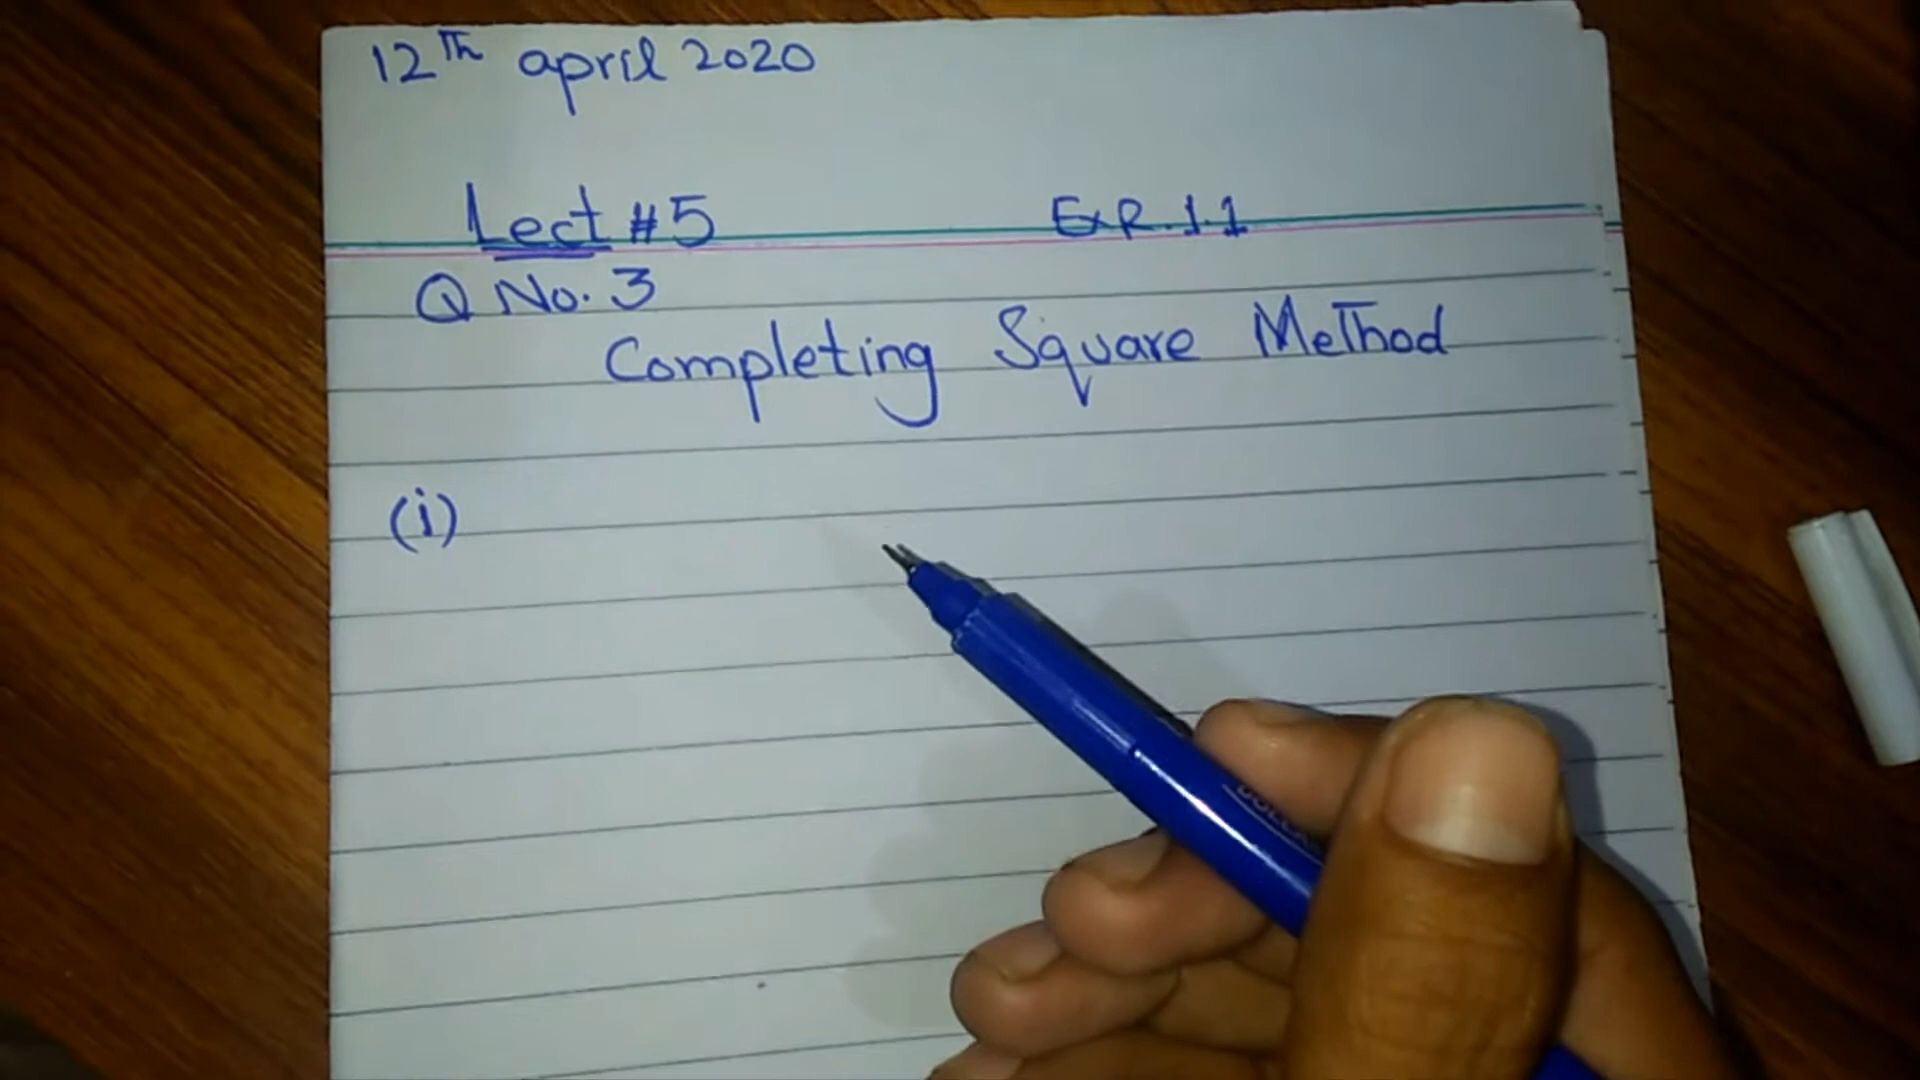 12Th april 2020
Lect #5 Ex.R.1.1
Q No. 3
Completing Square Method
(i)